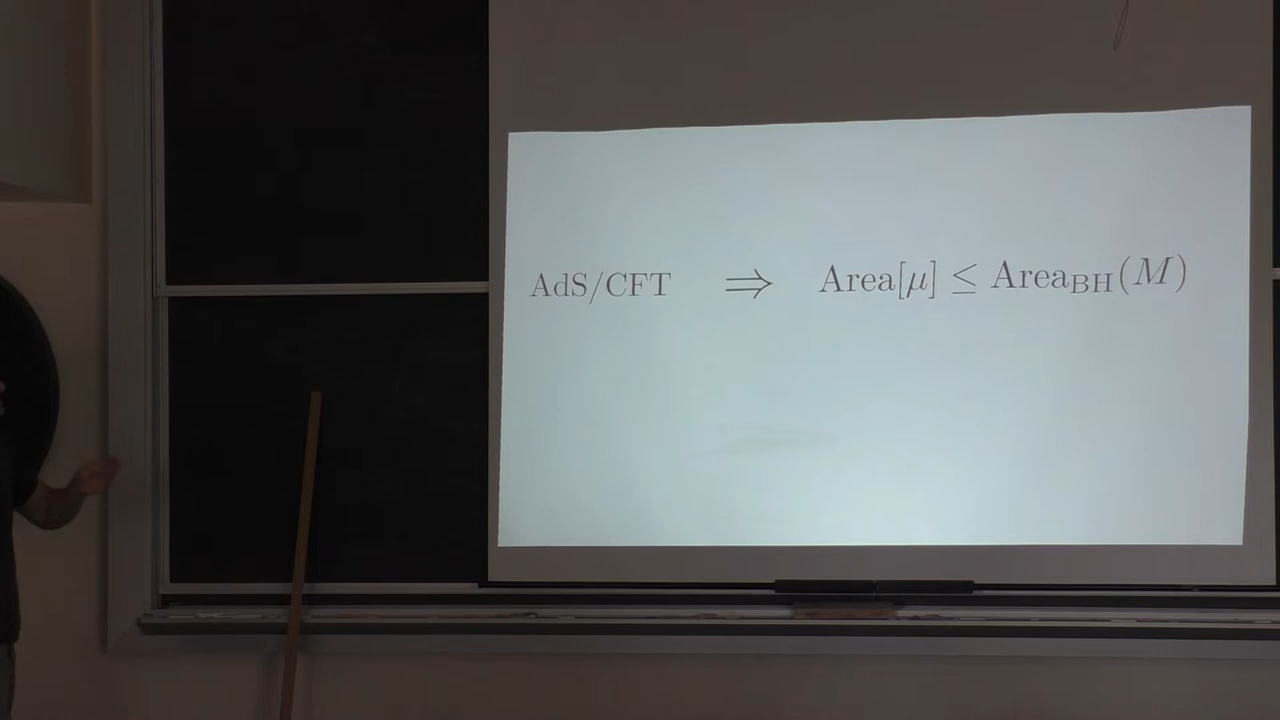 AdS/CFT ⇒ Area[μ] ≤ Area_BH(M)